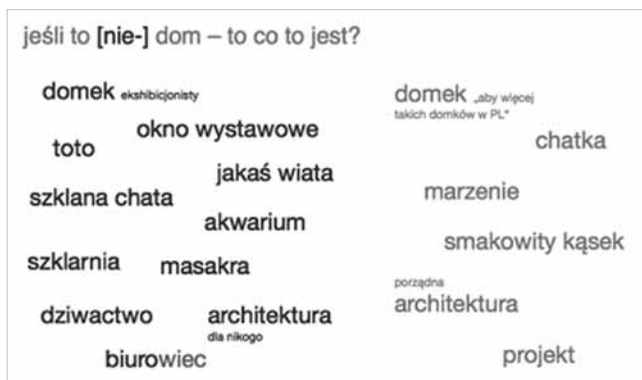 jeśli to [nie-] dom – to co to jest?
domek ekshibicjonisty
okno wystawowe
toto
jakaś wiata
szklana chata
akwarium
szklarnia
masakra
dziwactwo
architektura
dla nikogo
biurowiec
domek „aby więcej
takich domków w PL“
chatka
marzenie
smakowity kąsek
porządna
architektura
projekt